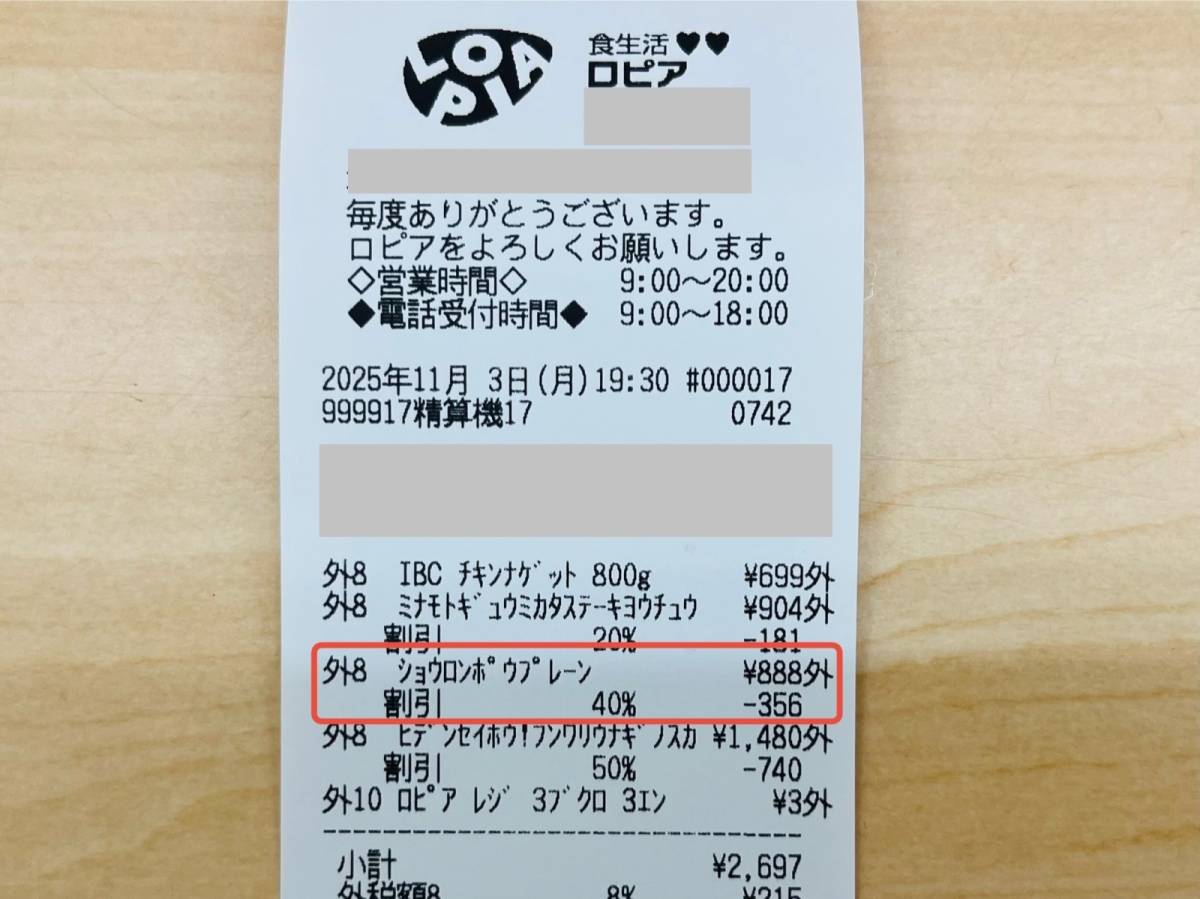 LOPIA
食生活♥♥
ロピア
毎度ありがとうございます。
ロピアをよろしくお願いします。
◇営業時間◇ 9:00～20:00
◆電話受付時間◆ 9:00～18:00
2025年11月 3日(月)19:30 #000017
999917精算機17 0742
外8 IBC ﾁｷﾝﾅｹﾞｯﾄ 800g ¥699外
外8 ﾐﾅﾓﾄｷﾞｭｳﾐｶﾀｽﾃｰｷﾖｳﾁｭｳ ¥904外
割引 20% -181
外8 ｼｮｳﾛﾝﾎﾟｳﾌﾟﾚｰﾝ ¥888外
割引 40% -356
外8 ﾋﾃﾞﾝｾｲﾎｳ!ﾌﾝﾜﾘｳﾅｷﾞﾉｽｶ ¥1,480外
割引 50% -740
外10 ﾛﾋﾟｱ ﾚｼﾞ 3ﾌﾞｸﾛ 3ｴﾝ ¥3外
小計 ¥2,697
外税額8 8% ¥215